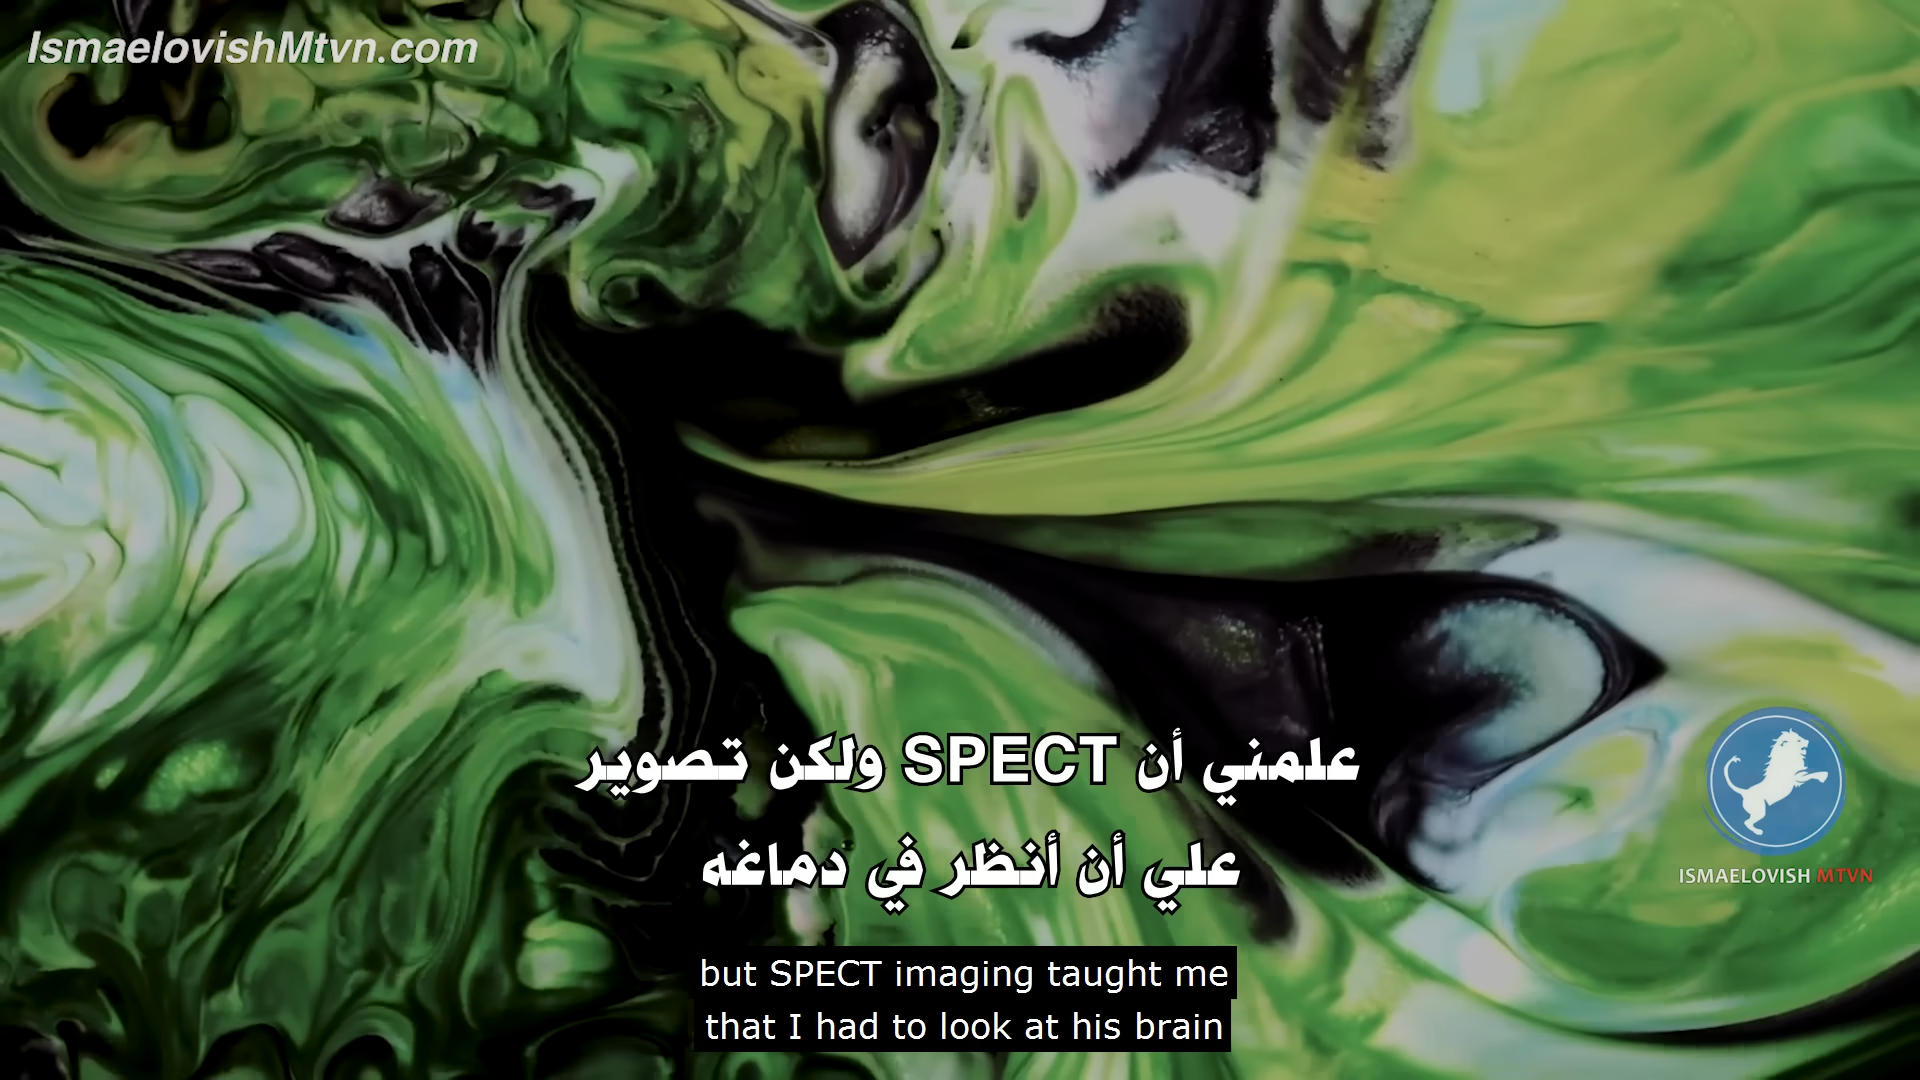 IsmaelovishMtvn.com
ولكن تصوير SPECT علمني أن
علي أن أنظر في دماغه
ISMAELOVISH MTVN
but SPECT imaging taught me
that I had to look at his brain